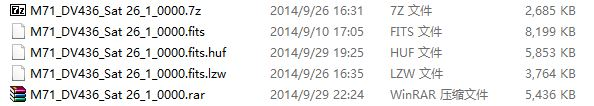 M71_DV436_Sat 26_1_0000.7z 2014/9/26 16:31 7Z 文件 2,685 KB
M71_DV436_Sat 26_1_0000.fits 2014/9/10 17:05 FITS 文件 8,199 KB
M71_DV436_Sat 26_1_0000.fits.huf 2014/9/29 19:25 HUF 文件 5,853 KB
M71_DV436_Sat 26_1_0000.fits.lzw 2014/9/26 16:35 LZW 文件 3,764 KB
M71_DV436_Sat 26_1_0000.rar 2014/9/29 22:24 WinRAR 压缩文件 5,436 KB